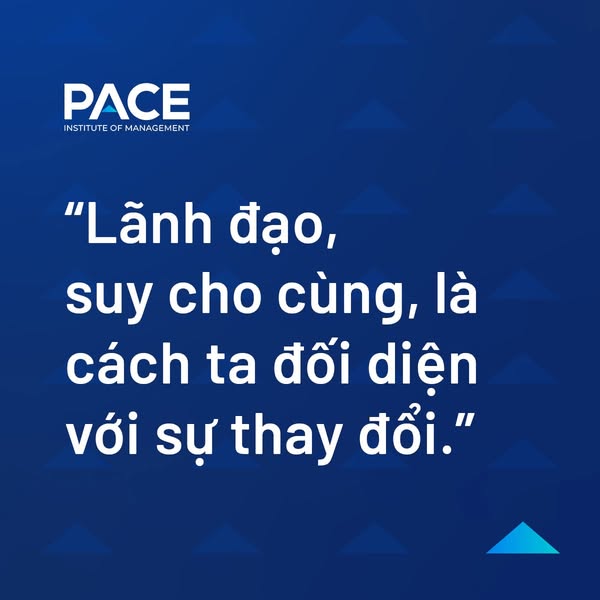 PACE
INSTITUTE OF MANAGEMENT
“Lãnh đạo,
suy cho cùng, là
cách ta đối diện
với sự thay đổi.”